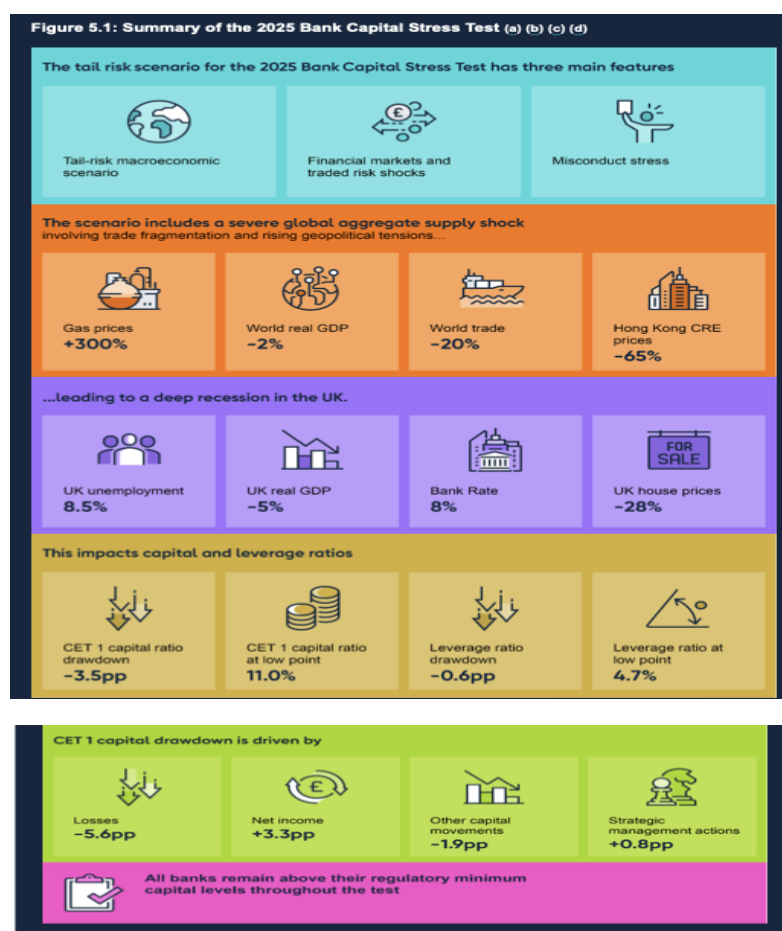 Figure 5.1: Summary of the 2025 Bank Capital Stress Test (a) (b) (c) (d)
The tail risk scenario for the 2025 Bank Capital Stress Test has three main features
Tail-risk macroeconomic
scenario
Financial markets and
traded risk shocks
Misconduct stress
The scenario includes a severe global aggregate supply shock
involving trade fragmentation and rising geopolitical tensions...
Gas prices
+300%
World real GDP
-2%
World trade
-20%
Hong Kong CRE
prices
-65%
...leading to a deep recession in the UK.
UK unemployment
8.5%
UK real GDP
-5%
Bank Rate
8%
FOR
SALE
UK house prices
-28%
This impacts capital and leverage ratios
CET 1 capital ratio
drawdown
-3.5pp
CET 1 capital ratio
at low point
11.0%
Leverage ratio
drawdown
-0.6pp
Leverage ratio at
low point
4.7%
CET 1 capital drawdown is driven by
Losses
-5.6pp
Net income
+3.3pp
Other capital
movements
-1.9pp
Strategic
management actions
+0.8pp
All banks remain above their regulatory minimum
capital levels throughout the test